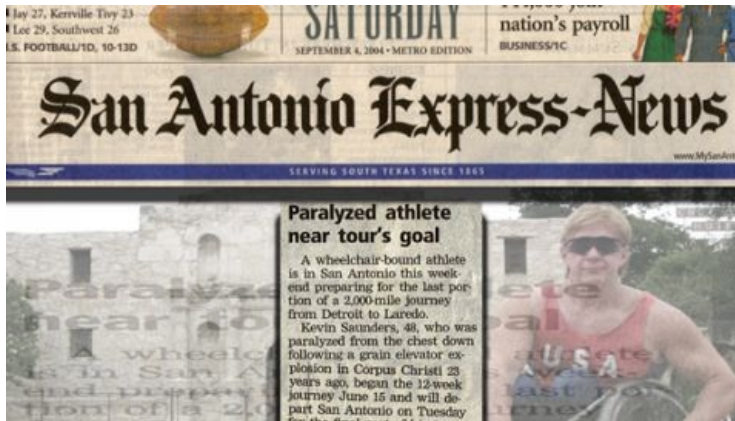 Jay 27, Kerrville Tivy 23
Lee 29, Southwest 26
.S. FOOTBALL/1D, 10-13D
SATURDAY
SEPTEMBER 4, 2004 • METRO EDITION
nation's payroll
BUSINESS/1C
San Antonio Express-News
www.MySanAnt
SERVING SOUTH TEXAS SINCE 1865
Paralyzed athlete
near tour's goal
A wheelchair-bound athlete
is in San Antonio this week-
end preparing for the last por-
tion of a 2,000-mile journey
from Detroit to Laredo.
Kevin Saunders, 48, who was
paralyzed from the chest down
following a grain elevator ex-
plosion in Corpus Christi 23
years ago, began the 12-week
journey June 15 and will de-
part San Antonio on Tuesday
USA